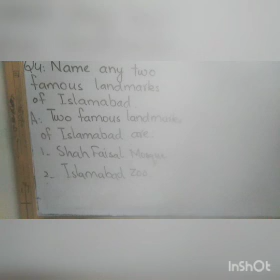 Q4: Name any two
famous landmarks
of Islamabad
A: Two famous landmarks
of Islamabad are.
1. Shah Faisal Mosque
2. Islamabad Zoo
InShOt